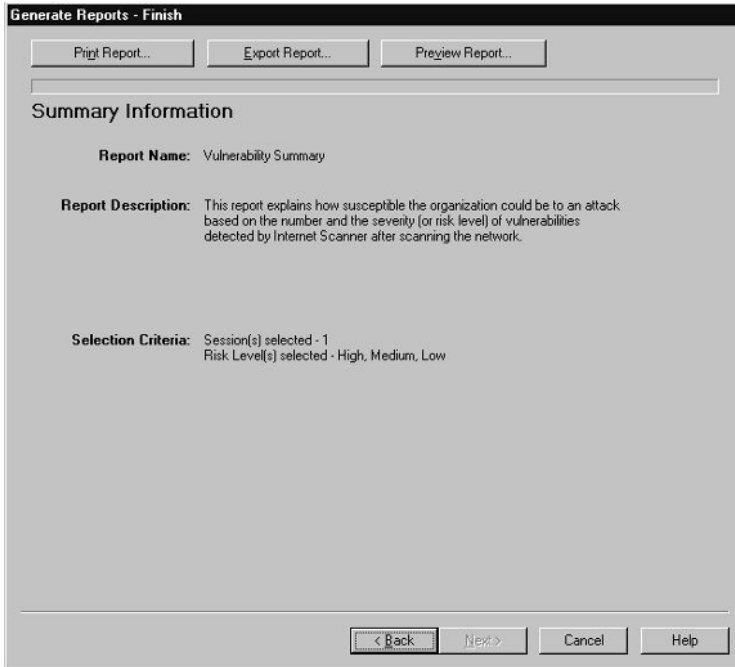 Generate Reports - Finish
Print Report... Export Report... Preview Report...
Summary Information
Report Name: Vulnerability Summary
Report Description: This report explains how susceptible the organization could be to an attack
based on the number and the severity (or risk level) of vulnerabilities
detected by Internet Scanner after scanning the network.
Selection Criteria: Session(s) selected - 1
Risk Level(s) selected - High, Medium, Low
< Back Next > Cancel Help